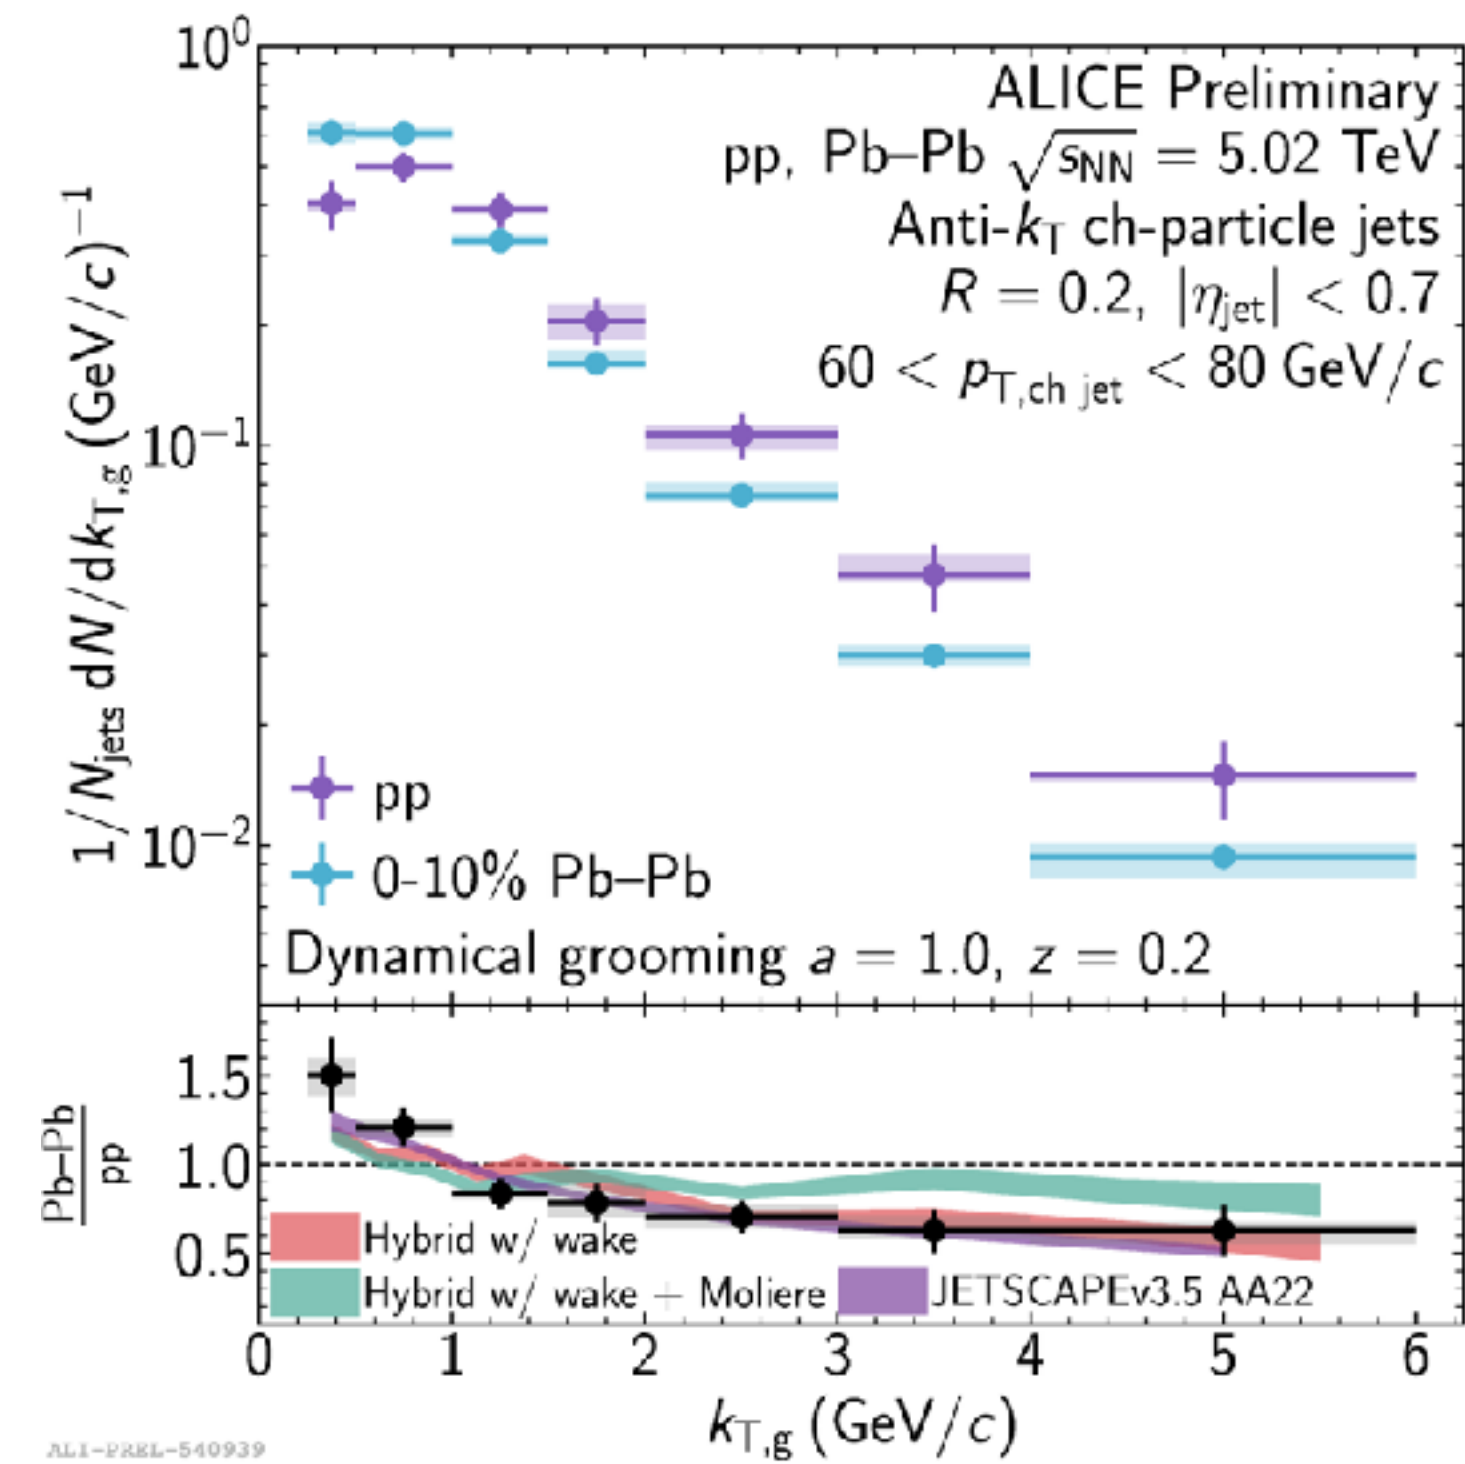 10⁰
ALICE Preliminary
pp, Pb–Pb √sNN = 5.02 TeV
Anti-kT ch-particle jets
R = 0.2, |ηjet| < 0.7
60 < pT,ch jet < 80 GeV/c
1/Njets dN/dkT,g (GeV/c)⁻¹
10⁻¹
pp
10⁻²
0-10% Pb–Pb
Dynamical grooming a = 1.0, z = 0.2
Pb–Pb
pp
1.5
1.0
0.5
Hybrid w/ wake
Hybrid w/ wake + Moliere
JETSCAPEv3.5 AA22
0 1 2 3 4 5 6
kT,g (GeV/c)
ALI-PREL-540939